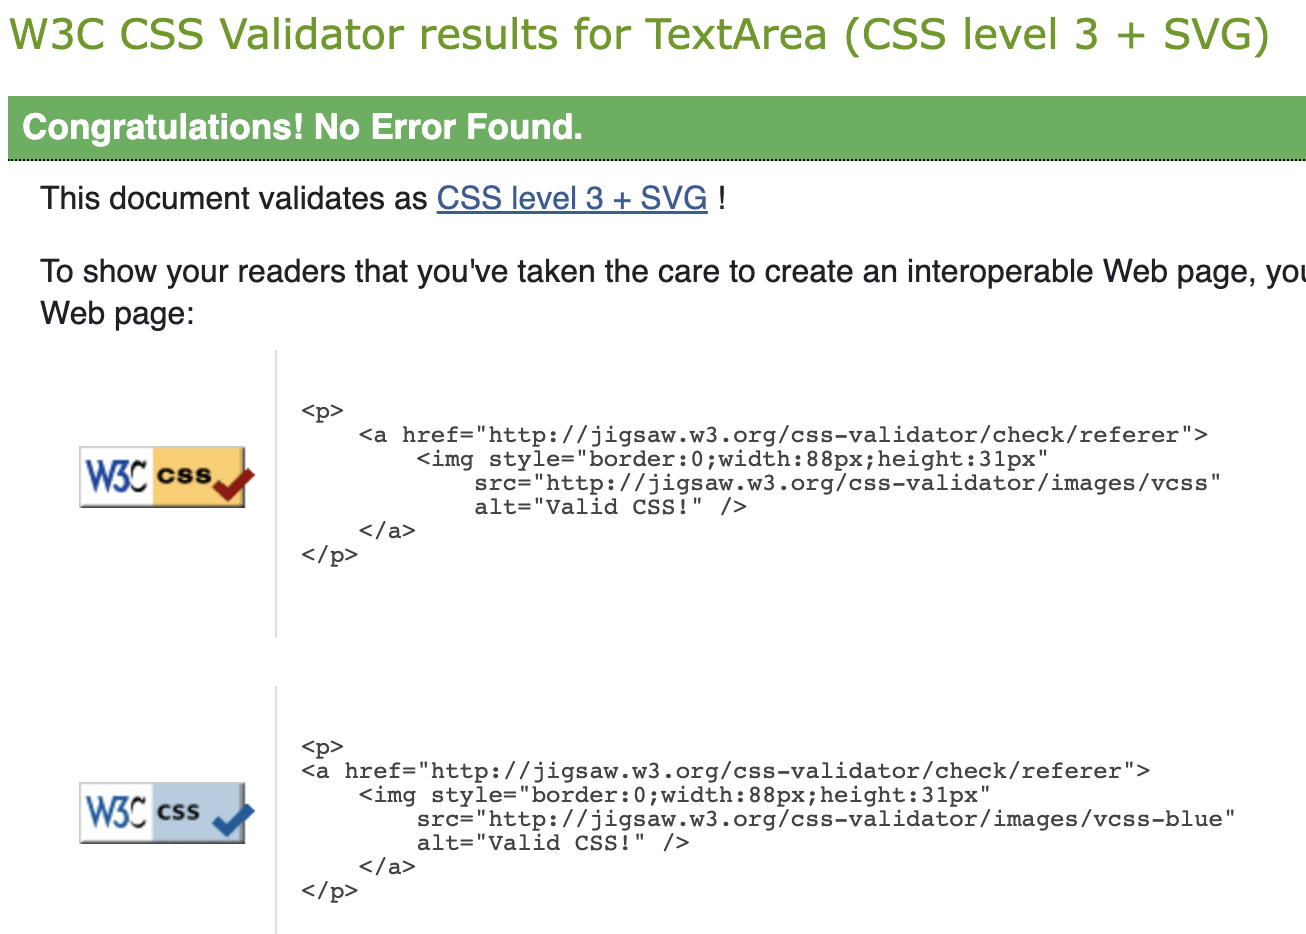 W3C CSS Validator results for TextArea (CSS level 3 + SVG)
Congratulations! No Error Found.
This document validates as CSS level 3 + SVG !
To show your readers that you've taken the care to create an interoperable Web page, you
Web page:
W3C css
<p>
    <a href="http://jigsaw.w3.org/css-validator/check/referer">
        <img style="border:0;width:88px;height:31px"
            src="http://jigsaw.w3.org/css-validator/images/vcss"
            alt="Valid CSS!" />
    </a>
</p>
W3C css
<p>
<a href="http://jigsaw.w3.org/css-validator/check/referer">
    <img style="border:0;width:88px;height:31px"
        src="http://jigsaw.w3.org/css-validator/images/vcss-blue"
        alt="Valid CSS!" />
    </a>
</p>